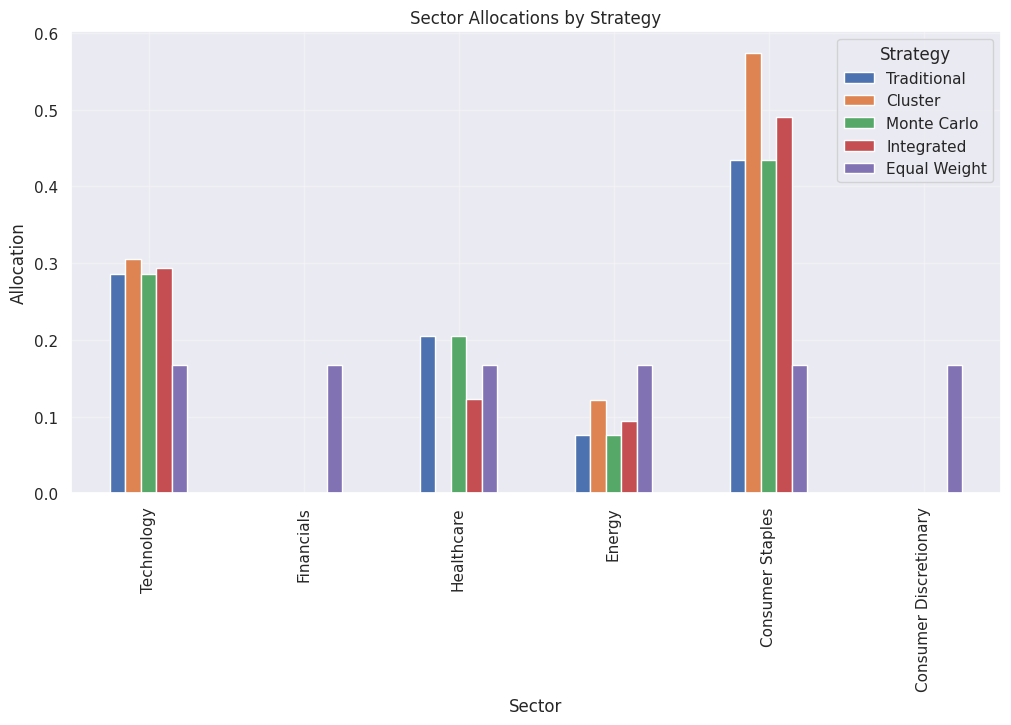 Sector Allocations by Strategy
Strategy
Traditional
Cluster
Monte Carlo
Integrated
Equal Weight
0.6
0.5
0.4
0.3
0.2
0.1
0.0
Allocation
Technology
Financials
Healthcare
Energy
Consumer Staples
Consumer Discretionary
Sector